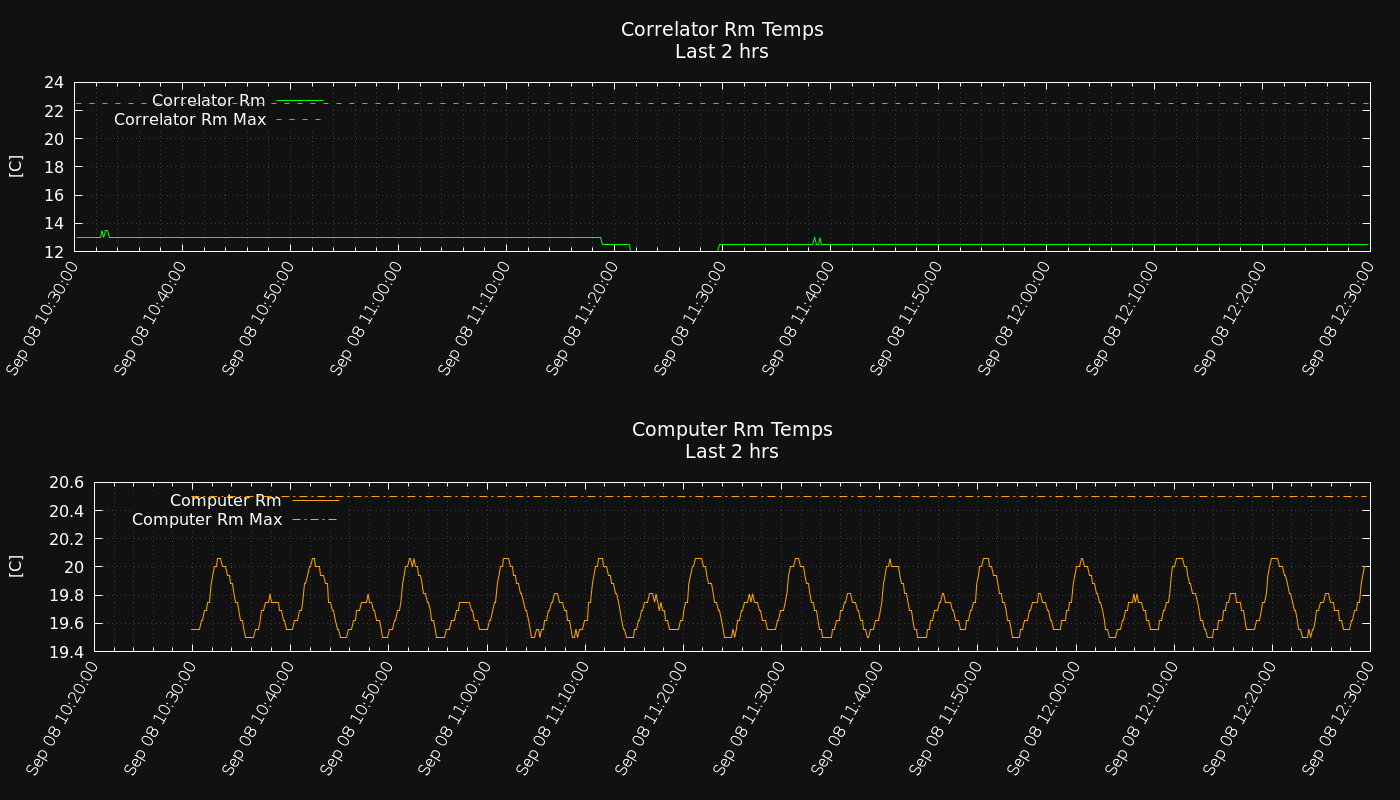 Correlator Rm Temps
Last 2 hrs
24
22
20
18
16
14
12
[C]
Correlator Rm
Correlator Rm Max
Sep 08 10:30:00
Sep 08 10:40:00
Sep 08 10:50:00
Sep 08 11:00:00
Sep 08 11:10:00
Sep 08 11:20:00
Sep 08 11:30:00
Sep 08 11:40:00
Sep 08 11:50:00
Sep 08 12:00:00
Sep 08 12:10:00
Sep 08 12:20:00
Sep 08 12:30:00
Computer Rm Temps
Last 2 hrs
20.6
20.4
20.2
20
19.8
19.6
19.4
[C]
Computer Rm
Computer Rm Max
Sep 08 10:20:00
Sep 08 10:30:00
Sep 08 10:40:00
Sep 08 10:50:00
Sep 08 11:00:00
Sep 08 11:10:00
Sep 08 11:20:00
Sep 08 11:30:00
Sep 08 11:40:00
Sep 08 11:50:00
Sep 08 12:00:00
Sep 08 12:10:00
Sep 08 12:20:00
Sep 08 12:30:00